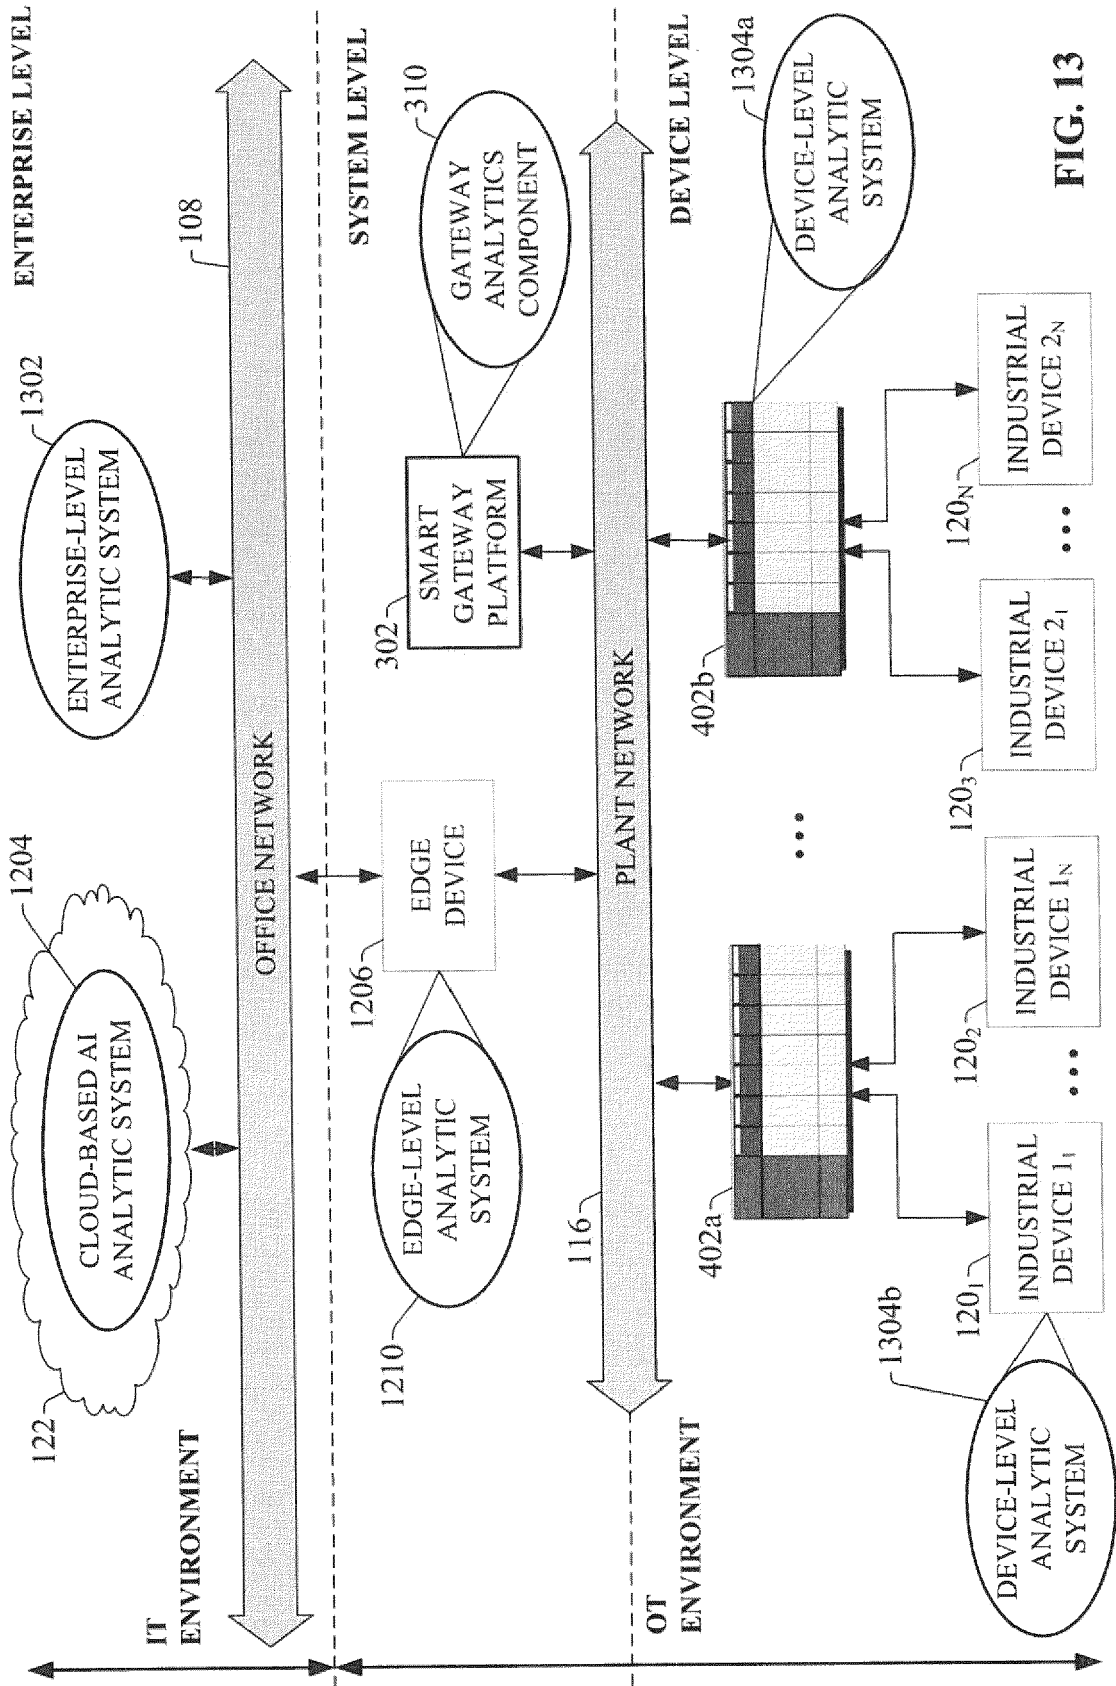 ENTERPRISE LEVEL
1204
1302
122
CLOUD-BASED AI
ANALYTIC SYSTEM
ENTERPRISE-LEVEL
ANALYTIC SYSTEM
IT
ENVIRONMENT
108
OFFICE NETWORK
SYSTEM LEVEL
1210
EDGE-LEVEL
ANALYTIC
SYSTEM
1206
EDGE
DEVICE
302
SMART
GATEWAY
PLATFORM
310
GATEWAY
ANALYTICS
COMPONENT
116
PLANT NETWORK
OT
ENVIRONMENT
DEVICE LEVEL
402a
•••
402b
1304a
DEVICE-LEVEL
ANALYTIC
SYSTEM
1304b
DEVICE-LEVEL
ANALYTIC
SYSTEM
120₁
INDUSTRIAL
DEVICE 1₁
•••
120₂
INDUSTRIAL
DEVICE 1N
120₃
INDUSTRIAL
DEVICE 2₁
•••
120N
INDUSTRIAL
DEVICE 2N
FIG. 13